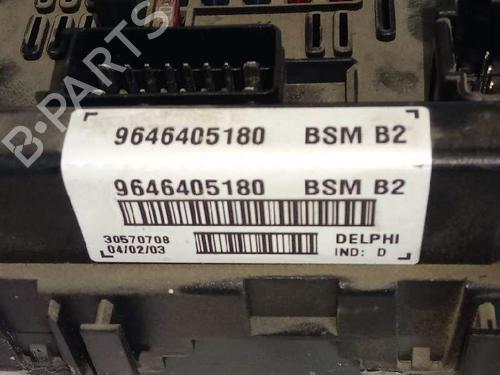 B-PARTS
9646405180 BSM B2
9646405180 BSM B2
30570708 DELPHI
04/02/03 IND: D